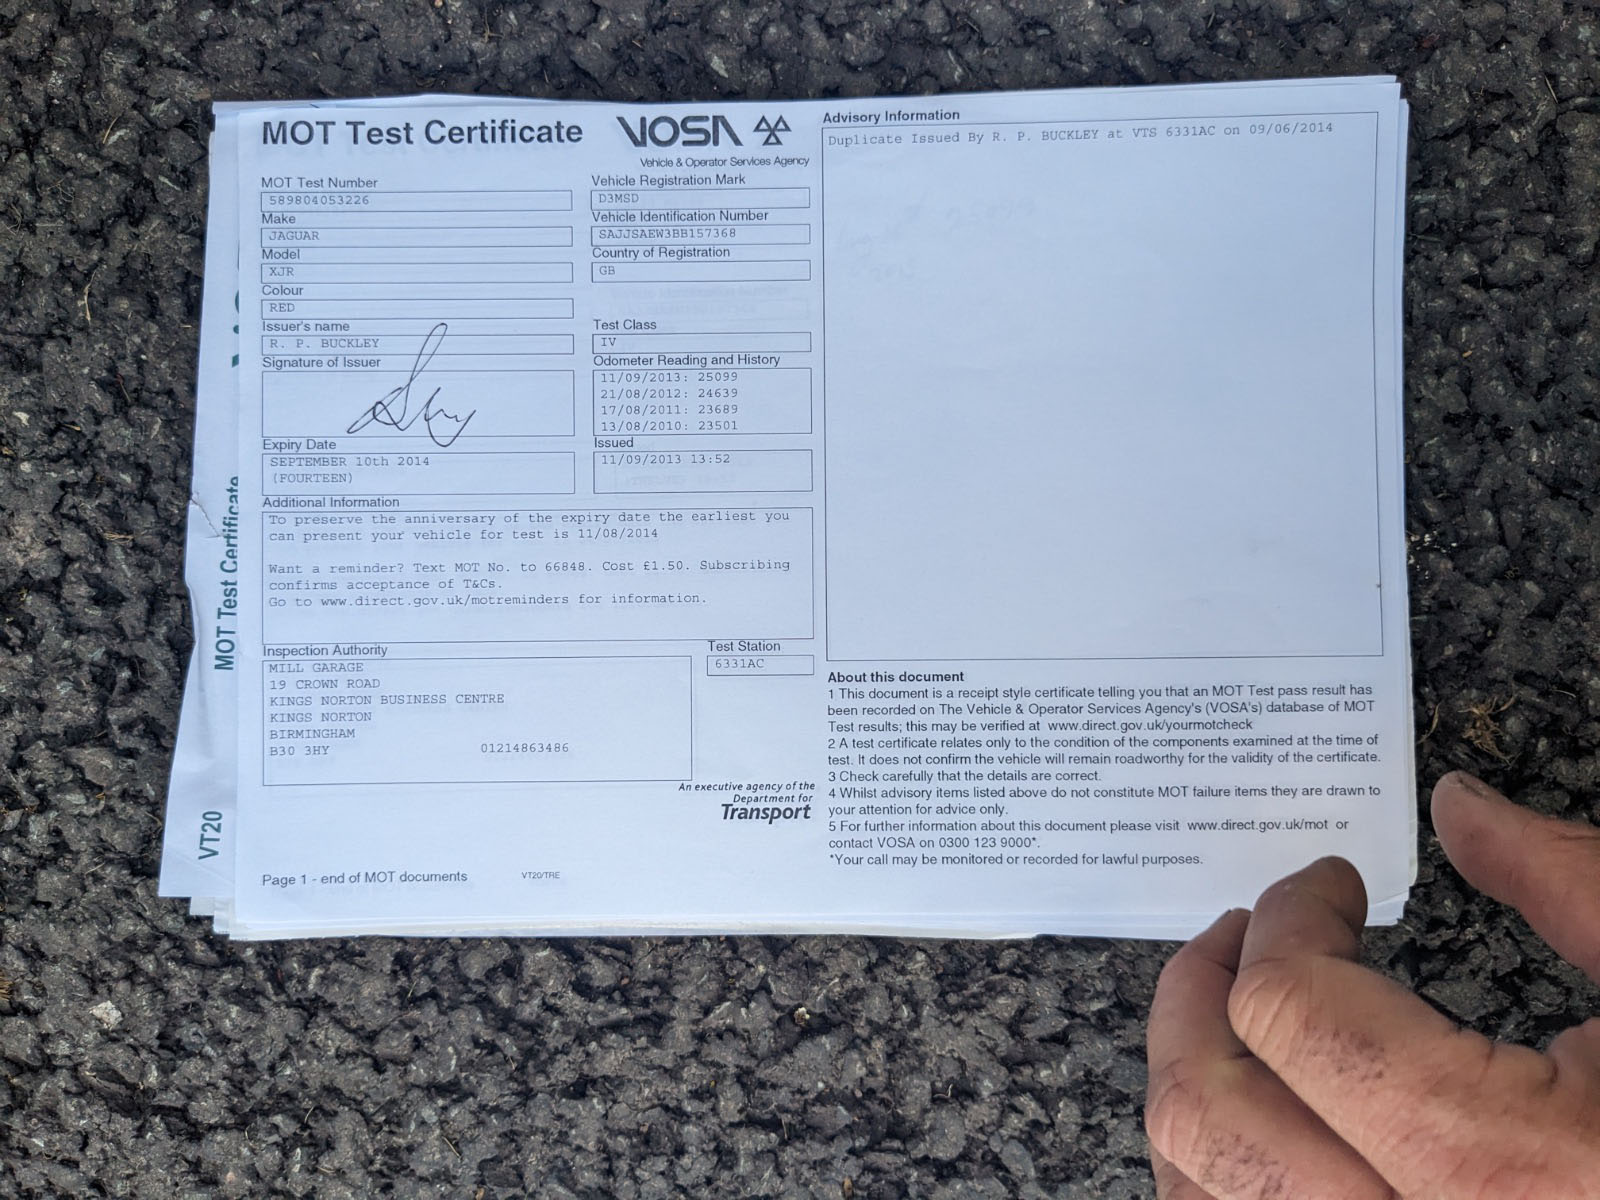 MOT Test Certificate
VOSA
Vehicle & Operator Services Agency
MOT Test Number
589804053226
Vehicle Registration Mark
D3MSD
Make
JAGUAR
Vehicle Identification Number
SAJJSAEW3BB157368
Model
XJR
Country of Registration
GB
Colour
RED
Issuer's name
R. P. BUCKLEY
Test Class
IV
Signature of Issuer
Odometer Reading and History
11/09/2013: 25099
21/08/2012: 24639
17/08/2011: 23689
13/08/2010: 23501
Expiry Date
SEPTEMBER 10th 2014
(FOURTEEN)
Issued
11/09/2013 13:52
Additional Information
To preserve the anniversary of the expiry date the earliest you
can present your vehicle for test is 11/08/2014
Want a reminder? Text MOT No. to 66848. Cost £1.50. Subscribing
confirms acceptance of T&Cs.
Go to www.direct.gov.uk/motreminders for information.
Inspection Authority
MILL GARAGE
19 CROWN ROAD
KINGS NORTON BUSINESS CENTRE
KINGS NORTON
BIRMINGHAM
B30 3HY 01214863486
Test Station
6331AC
An executive agency of the
Department for
Transport
Page 1 - end of MOT documents
VT20/TRE
Advisory Information
Duplicate Issued By R. P. BUCKLEY at VTS 6331AC on 09/06/2014
About this document
1 This document is a receipt style certificate telling you that an MOT Test pass result has
been recorded on The Vehicle & Operator Services Agency's (VOSA's) database of MOT
Test results; this may be verified at www.direct.gov.uk/yourmotcheck
2 A test certificate relates only to the condition of the components examined at the time of
test. It does not confirm the vehicle will remain roadworthy for the validity of the certificate.
3 Check carefully that the details are correct.
4 Whilst advisory items listed above do not constitute MOT failure items they are drawn to
your attention for advice only.
5 For further information about this document please visit www.direct.gov.uk/mot or
contact VOSA on 0300 123 9000*.
*Your call may be monitored or recorded for lawful purposes.
MOT Test Certificate
VT20